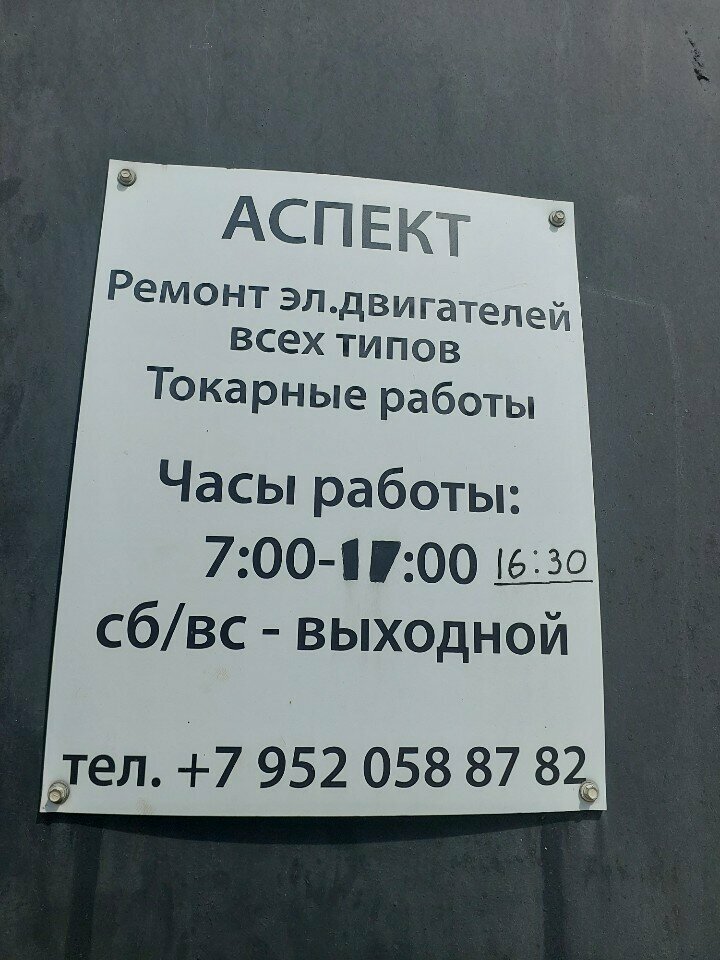 АСПЕКТ
Ремонт эл.двигателей
всех типов
Токарные работы
Часы работы:
7:00-17:00 16:30
сб/вс - выходной
тел. +7 952 058 87 82